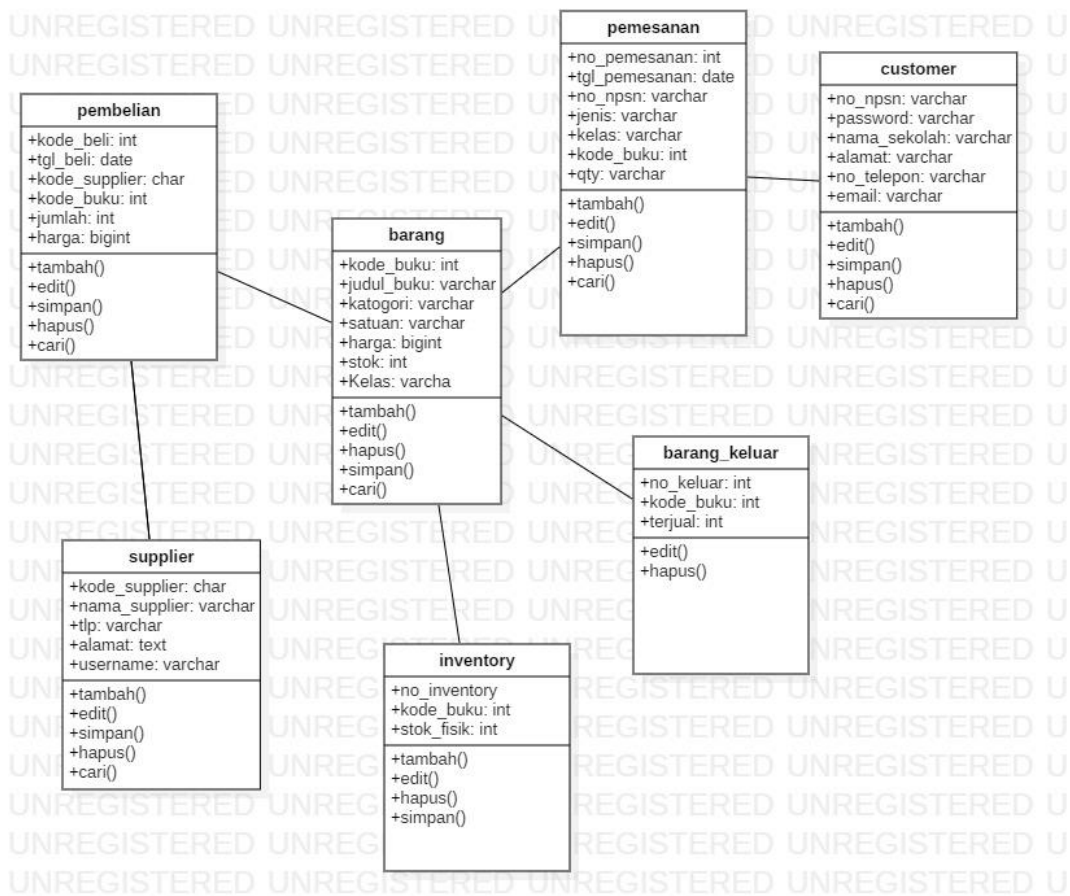 pembelian
+kode_beli: int
+tgl_beli: date
+kode_supplier: char
+kode_buku: int
+jumlah: int
+harga: bigint
+tambah()
+edit()
+simpan()
+hapus()
+cari()
pemesanan
+no_pemesanan: int
+tgl_pemesanan: date
+no_npsn: varchar
+jenis: varchar
+kelas: varchar
+kode_buku: int
+qty: varchar
+tambah()
+edit()
+simpan()
+hapus()
+cari()
customer
+no_npsn: varchar
+password: varchar
+nama_sekolah: varchar
+alamat: varchar
+no_telepon: varchar
+email: varchar
+tambah()
+edit()
+simpan()
+hapus()
+cari()
barang
+kode_buku: int
+judul_buku: varchar
+katogori: varchar
+satuan: varchar
+harga: bigint
+stok: int
+Kelas: varcha
+tambah()
+edit()
+hapus()
+simpan()
+cari()
barang_keluar
+no_keluar: int
+kode_buku: int
+terjual: int
+edit()
+hapus()
supplier
+kode_supplier: char
+nama_supplier: varchar
+tlp: varchar
+alamat: text
+username: varchar
+tambah()
+edit()
+simpan()
+hapus()
+cari()
inventory
+no_inventory
+kode_buku: int
+stok_fisik: int
+tambah()
+edit()
+hapus()
+simpan()
UNREGISTERED